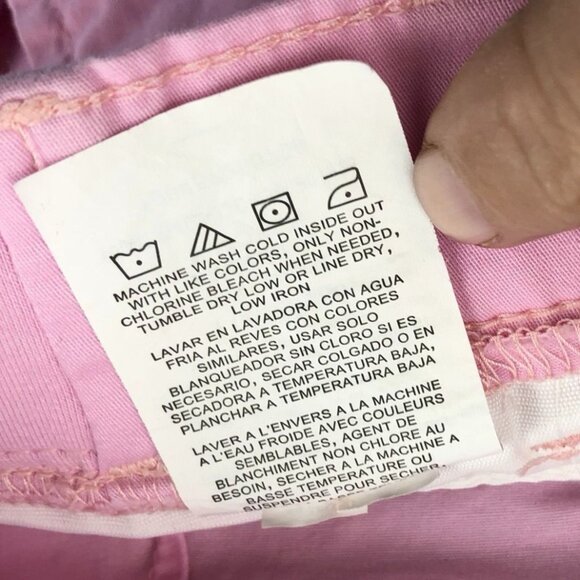 MACHINE WASH COLD INSIDE OUT
WITH LIKE COLORS, ONLY NON-
CHLORINE BLEACH WHEN NEEDED,
TUMBLE DRY LOW OR LINE DRY,
LOW IRON
LAVAR EN LAVADORA CON AGUA
FRIA AL REVES CON COLORES
SIMILARES, USAR SOLO
BLANQUEADOR SIN CLORO SI ES
NECESARIO, SECAR COLGADO O EN
SECADORA A TEMPERATURA BAJA,
PLANCHAR A TEMPERATURA BAJA
LAVER A L'ENVERS A LA MACHINE
A L'EAU FROIDE AVEC COULEURS
SEMBLABLES, AGENT DE
BLANCHIMENT NON CHLORE AU
BESOIN, SECHER A LA MACHINE A
BASSE TEMPERATURE OU
SUSPENDRE POUR SECHER,